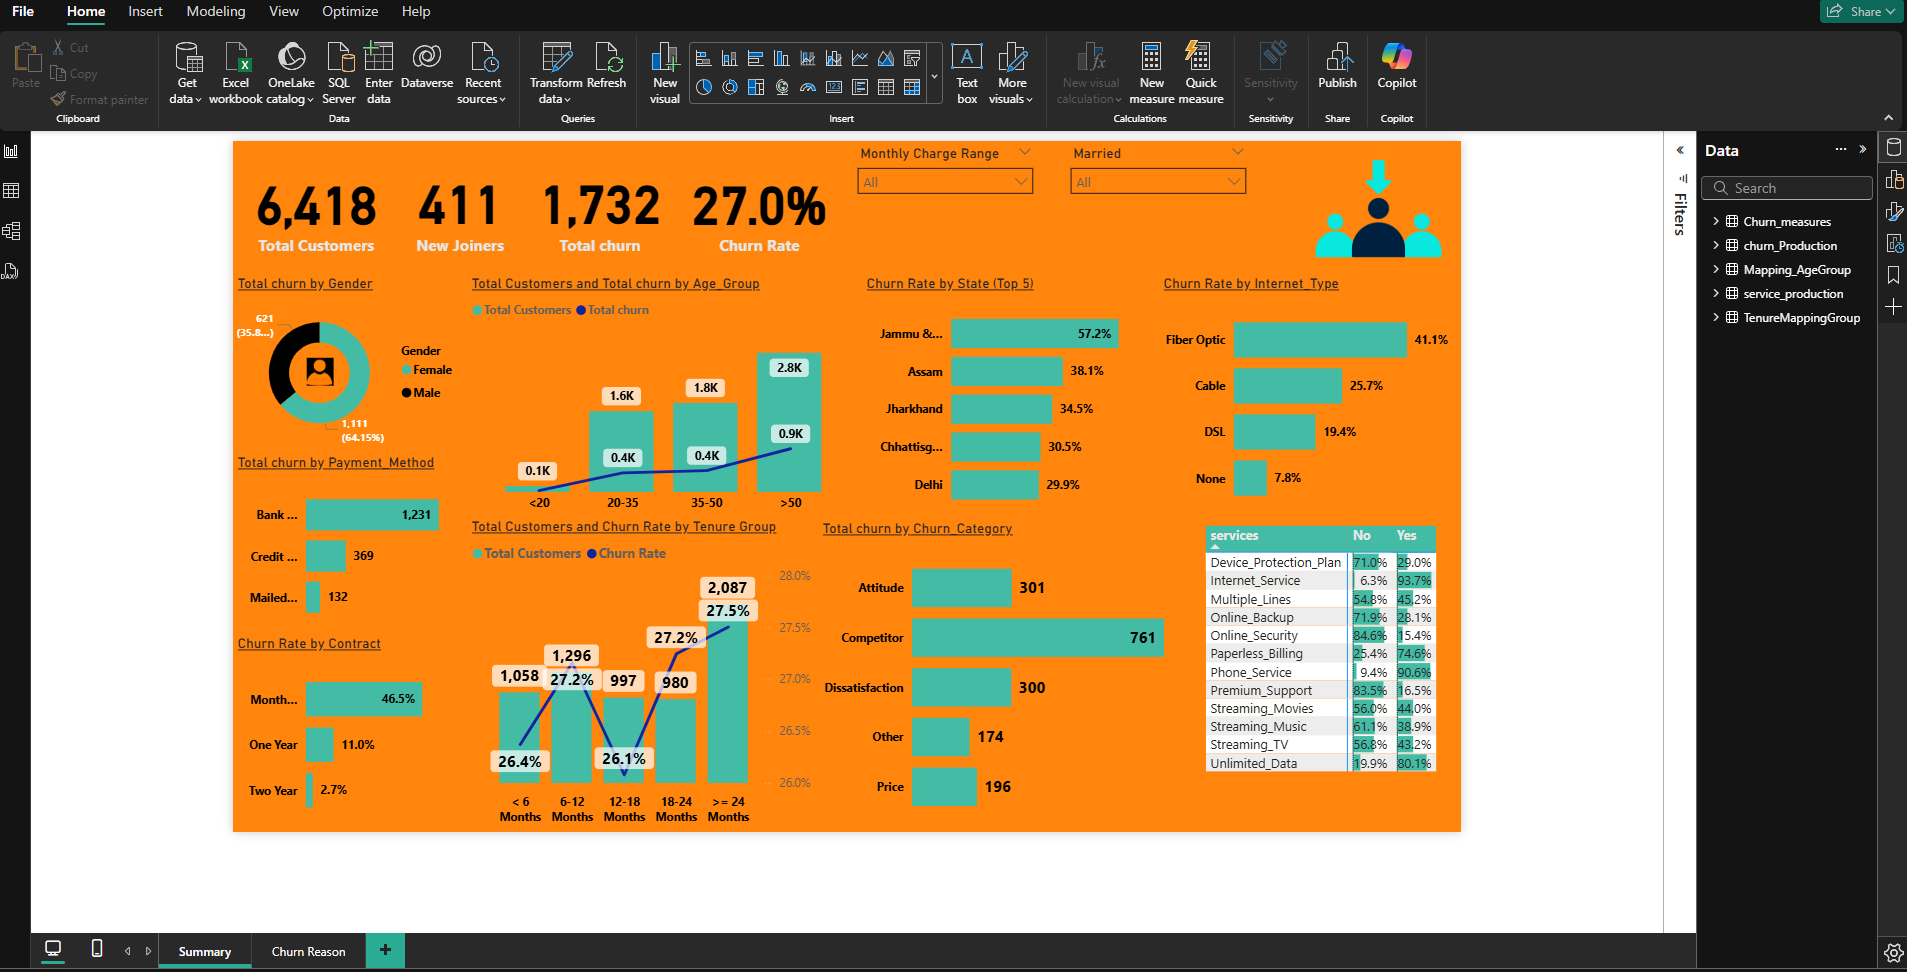 File Home Insert Modeling View Optimize Help
Share
Paste
Cut
Copy
Format painter
Clipboard
Get data
Excel workbook
OneLake catalog
SQL Server
Enter data
Dataverse
Recent sources
Data
Transform data
Refresh
Queries
New visual
Text box
More visuals
Insert
New visual calculation
New measure
Quick measure
Calculations
Sensitivity
Sensitivity
Publish
Share
Copilot
Copilot
Monthly Charge Range
All
Married
All
6,418
Total Customers
411
New Joiners
1,732
Total churn
27.0%
Churn Rate
Total churn by Gender
621
(35.8...)
1,111
(64.15%)
Gender
Female
Male
Total Customers and Total churn by Age_Group
Total Customers Total churn
0.1K
1.6K
0.4K
1.8K
0.4K
2.8K
0.9K
<20 20-35 35-50 >50
Churn Rate by State (Top 5)
Jammu &... 57.2%
Assam 38.1%
Jharkhand 34.5%
Chhattisg... 30.5%
Delhi 29.9%
Churn Rate by Internet_Type
Fiber Optic 41.1%
Cable 25.7%
DSL 19.4%
None 7.8%
Total churn by Payment_Method
Bank ... 1,231
Credit ... 369
Mailed... 132
Churn Rate by Contract
Month... 46.5%
One Year 11.0%
Two Year 2.7%
Total Customers and Churn Rate by Tenure Group
Total Customers Churn Rate
1,058
26.4%
1,296
27.2%
997
26.1%
27.2%
980
2,087
27.5%
28.0%
27.5%
27.0%
26.5%
26.0%
< 6 Months
6-12 Months
12-18 Months
18-24 Months
>= 24 Months
Total churn by Churn_Category
Attitude 301
Competitor 761
Dissatisfaction 300
Other 174
Price 196
services No Yes
Device_Protection_Plan 71.0% 29.0%
Internet_Service 6.3% 93.7%
Multiple_Lines 54.8% 45.2%
Online_Backup 71.9% 28.1%
Online_Security 84.6% 15.4%
Paperless_Billing 25.4% 74.6%
Phone_Service 9.4% 90.6%
Premium_Support 83.5% 16.5%
Streaming_Movies 56.0% 44.0%
Streaming_Music 61.1% 38.9%
Streaming_TV 56.8% 43.2%
Unlimited_Data 19.9% 80.1%
Filters
Data
Search
Churn_measures
churn_Production
Mapping_AgeGroup
service_production
TenureMappingGroup
DAX
Summary
Churn Reason